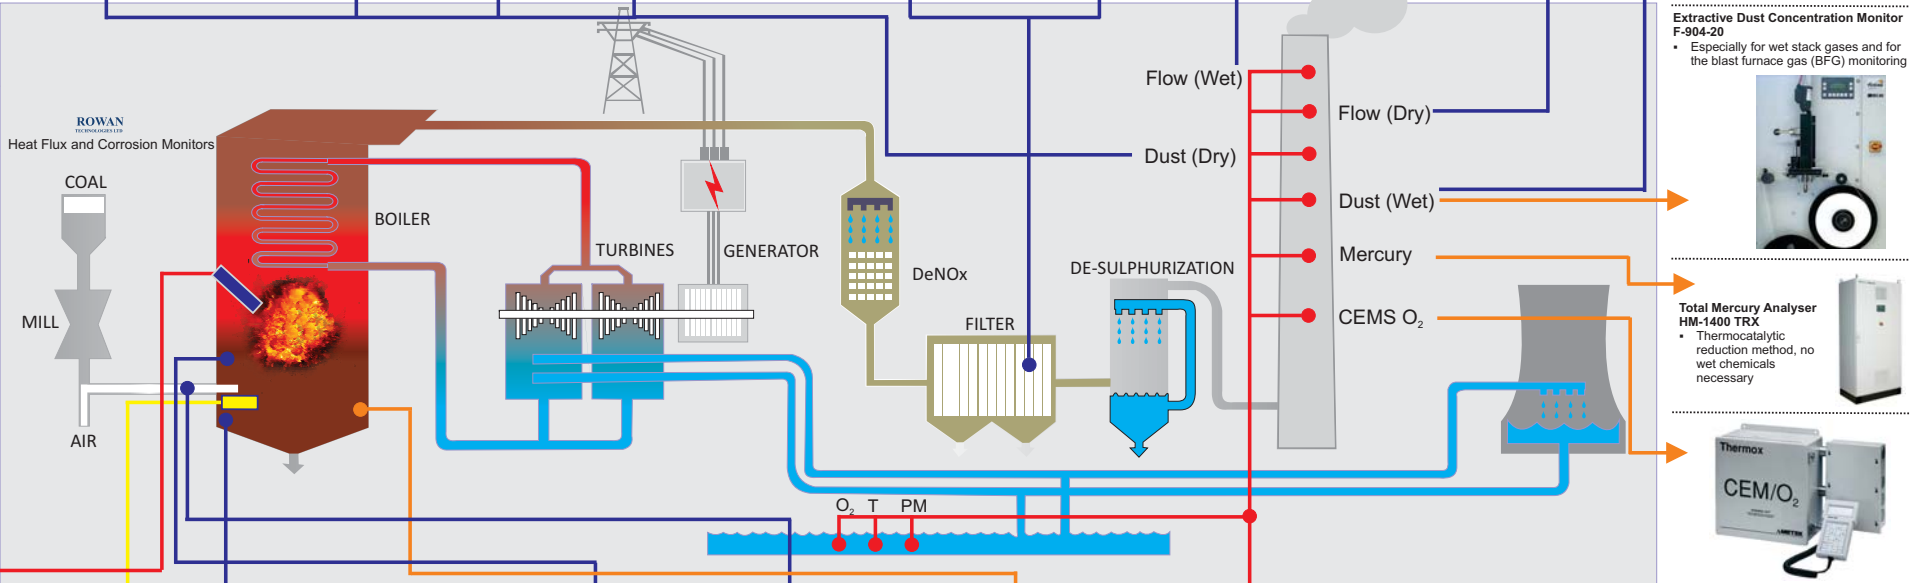 Extractive Dust Concentration Monitor
F-904-20
▪ Especially for wet stack gases and for
the blast furnace gas (BFG) monitoring
Flow (Wet)
Flow (Dry)
ROWAN
TECHNOLOGIES LTD
Heat Flux and Corrosion Monitors
Dust (Dry)
COAL
Dust (Wet)
BOILER
TURBINES
GENERATOR
DeNOx
DE-SULPHURIZATION
Mercury
Total Mercury Analyser
HM-1400 TRX
▪ Thermocatalytic
reduction method, no
wet chemicals
necessary
MILL
FILTER
CEMS O₂
AIR
Thermox
CEM/O₂
AMETEK
O₂ T PM